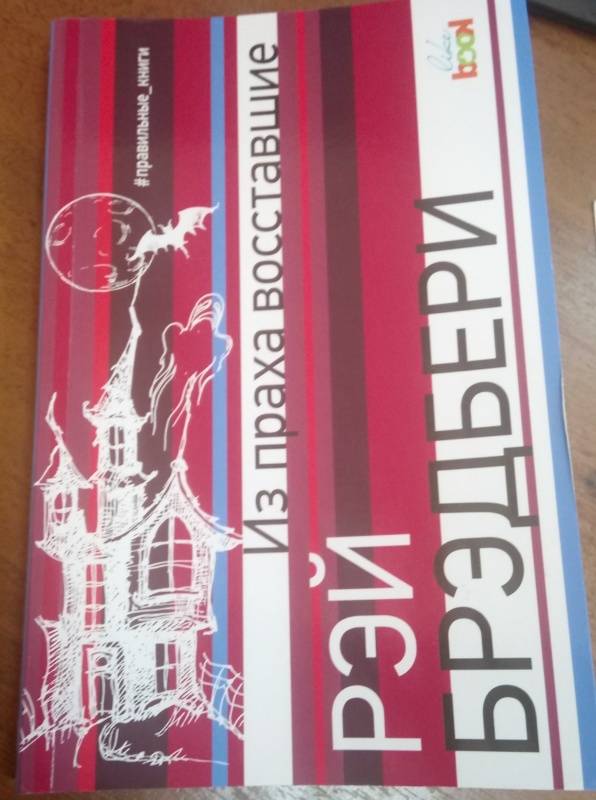 #правильные_книги
Из праха восставшие
РЭЙ
БРЭДБЕРИ
like
book